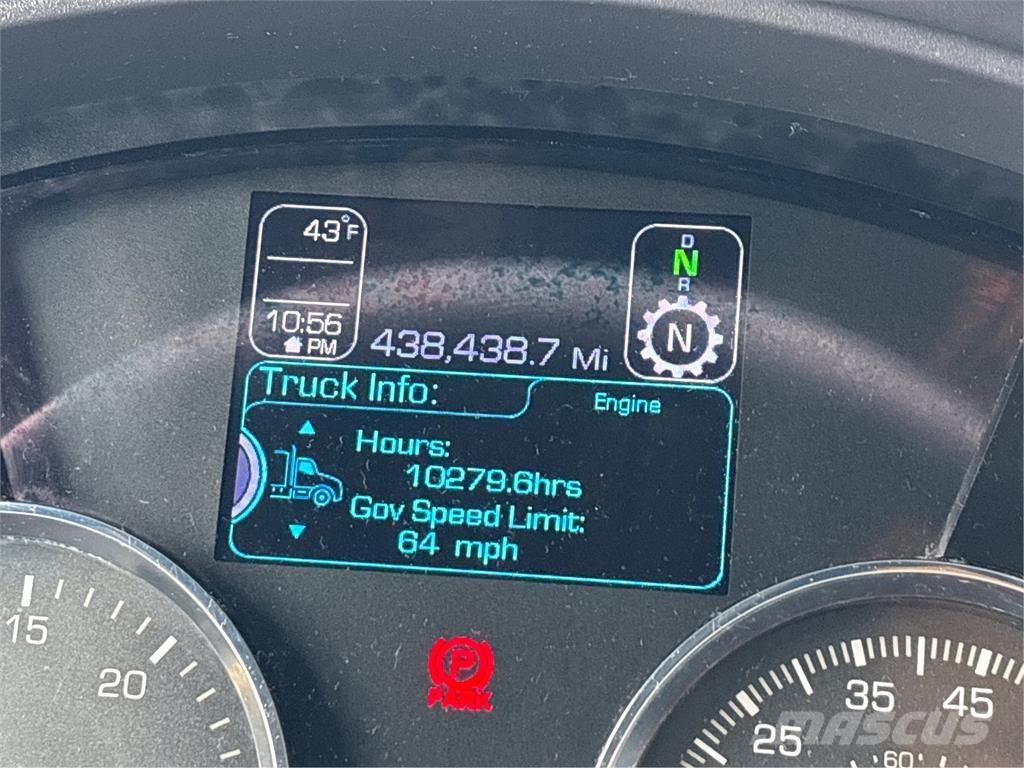 43°F
D
N
R
10:56
PM
438,438.7 Mi
N
Truck Info:
Engine
Hours:
10279.6hrs
Gov Speed Limit:
64 mph
15
20
P
PARK
25
35
45
60
MASCUS